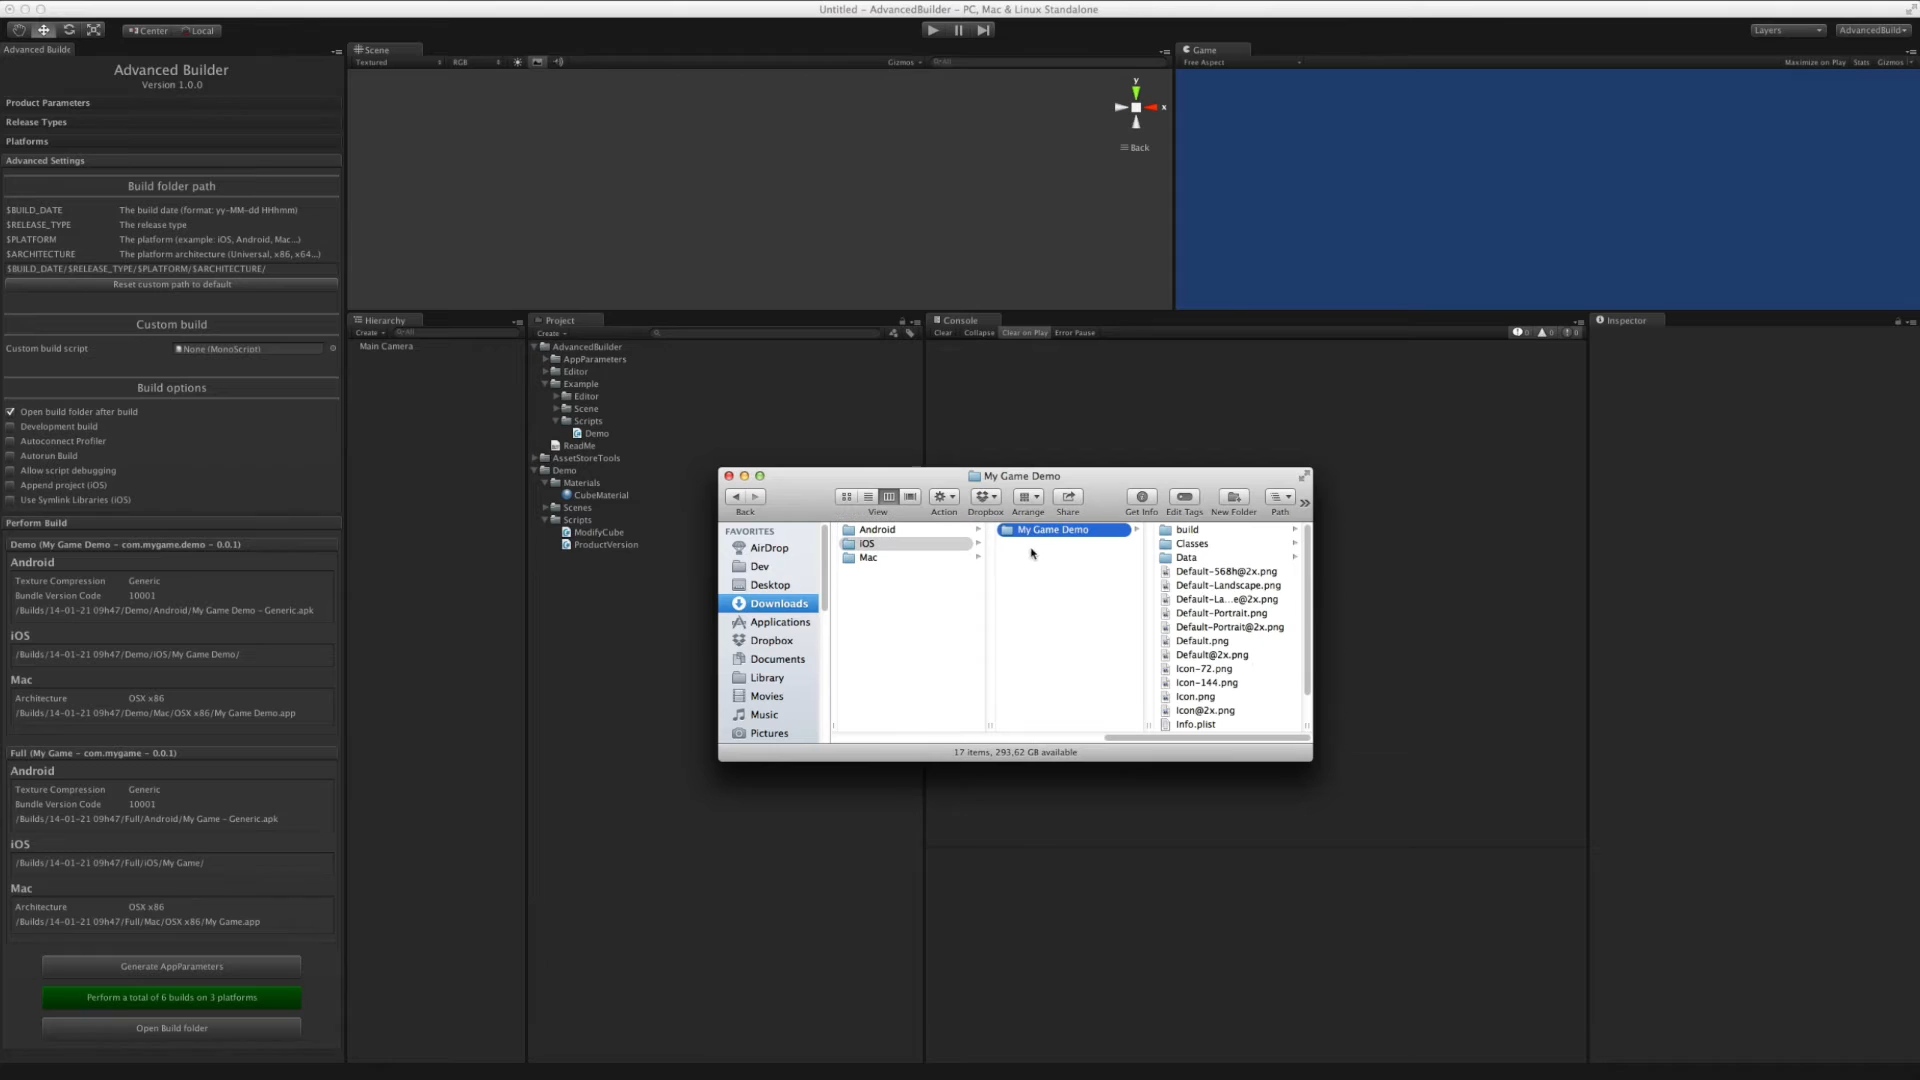 Untitled - AdvancedBuilder - PC, Mac & Linux Standalone
Center
Local
Layers
AdvancedBuild
Advanced Builde
Advanced Builder
Version 1.0.0
Product Parameters
Release Types
Platforms
Advanced Settings
Build folder path
$BUILD_DATE The build date (format: yy-MM-dd HHhmm)
$RELEASE_TYPE The release type
$PLATFORM The platform (example: iOS, Android, Mac...)
$ARCHITECTURE The platform architecture (Universal, x86, x64...)
$BUILD_DATE/$RELEASE_TYPE/$PLATFORM/$ARCHITECTURE/
Reset custom path to default
Custom build
Custom build script None (MonoScript)
Build options
Open build folder after build
Development build
Autoconnect Profiler
Autorun Build
Allow script debugging
Append project (iOS)
Use Symlink Libraries (iOS)
Perform Build
Demo (My Game Demo - com.mygame.demo - 0.0.1)
Android
Texture Compression Generic
Bundle Version Code 10001
/Builds/14-01-21 09h47/Demo/Android/My Game Demo - Generic.apk
iOS
/Builds/14-01-21 09h47/Demo/iOS/My Game Demo/
Mac
Architecture OSX x86
/Builds/14-01-21 09h47/Demo/Mac/OSX x86/My Game Demo.app
Full (My Game - com.mygame - 0.0.1)
Android
Texture Compression Generic
Bundle Version Code 10001
/Builds/14-01-21 09h47/Full/Android/My Game - Generic.apk
iOS
/Builds/14-01-21 09h47/Full/iOS/My Game/
Mac
Architecture OSX x86
/Builds/14-01-21 09h47/Full/Mac/OSX x86/My Game.app
Generate AppParameters
Perform a total of 6 builds on 3 platforms
Open Build folder
Scene
Textured RGB Gizmos All
y
x
Back
Game
Free Aspect Maximize on Play Stats Gizmos
Hierarchy
Create All
Main Camera
Project
Create
AdvancedBuilder
AppParameters
Editor
Example
Editor
Scene
Scripts
Demo
ReadMe
AssetStoreTools
Demo
Materials
CubeMaterial
Scenes
Scripts
ModifyCube
ProductVersion
Console
Clear Collapse Clear on Play Error Pause 0 0 0
Inspector
My Game Demo
Back View Action Dropbox Arrange Share Get Info Edit Tags New Folder Path
FAVORITES
AirDrop
Dev
Desktop
Downloads
Applications
Dropbox
Documents
Library
Movies
Music
Pictures
Android
iOS
Mac
My Game Demo
build
Classes
Data
Default-568h@2x.png
Default-Landscape.png
Default-La...e@2x.png
Default-Portrait.png
Default-Portrait@2x.png
Default.png
Default@2x.png
Icon-72.png
Icon-144.png
Icon.png
Icon@2x.png
Info.plist
17 items, 293,62 GB available